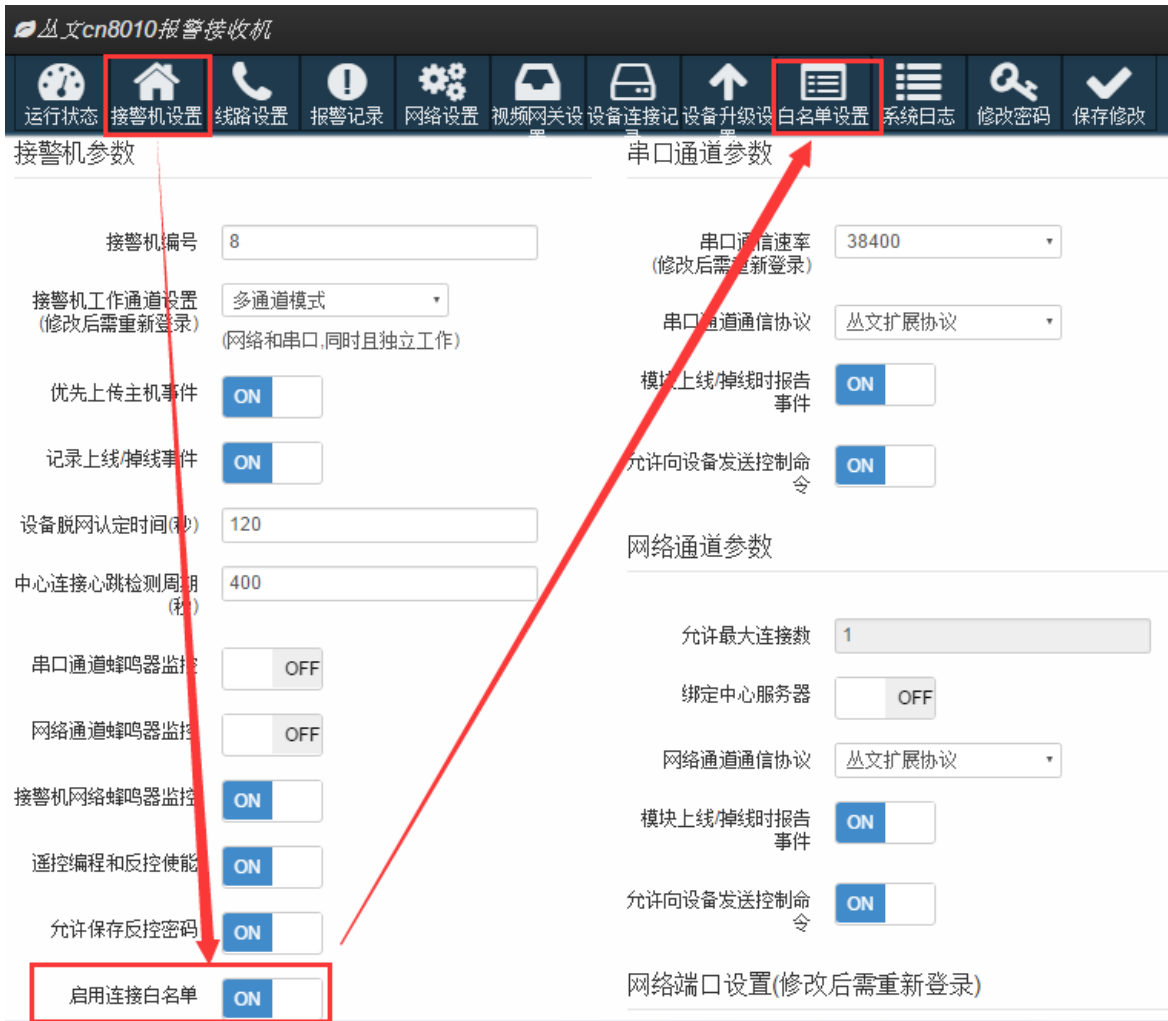 丛文cn8010报警接收机
运行状态
接警机设置
线路设置
报警记录
网络设置
视频网关设
置
设备连接记
录
设备升级设
置
白名单设置
系统日志
修改密码
保存修改
接警机参数
接警机编号
8
接警机工作通道设置
(修改后需重新登录)
多通道模式
(网络和串口,同时且独立工作)
优先上传主机事件
ON
记录上线/掉线事件
ON
设备脱网认定时间(秒)
120
中心连接心跳检测周期
(秒)
400
串口通道蜂鸣器监控
OFF
网络通道蜂鸣器监控
OFF
接警机网络蜂鸣器监控
ON
遥控编程和反控使能
ON
允许保存反控密码
ON
启用连接白名单
ON
串口通道参数
串口通信速率
(修改后需重新登录)
38400
串口通道通信协议
丛文扩展协议
模块上线/掉线时报告
事件
ON
允许向设备发送控制命
令
ON
网络通道参数
允许最大连接数
1
绑定中心服务器
OFF
网络通道通信协议
丛文扩展协议
模块上线/掉线时报告
事件
ON
允许向设备发送控制命
令
ON
网络端口设置(修改后需重新登录)